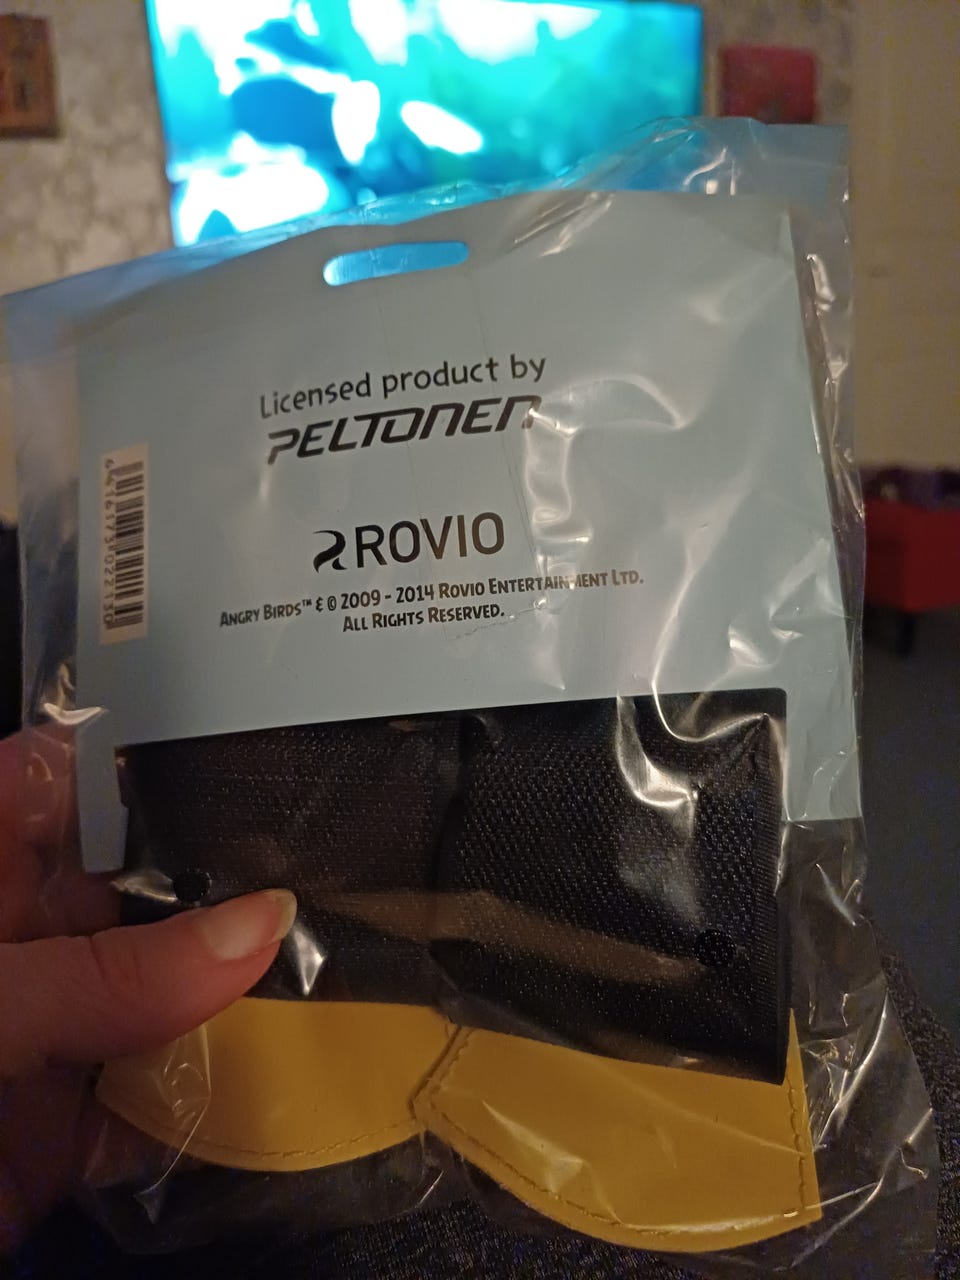 Licensed product by
PELTONEN
ROVIO
ANGRY BIRDS™ & © 2009 - 2014 ROVIO ENTERTAINMENT LTD.
ALL RIGHTS RESERVED.